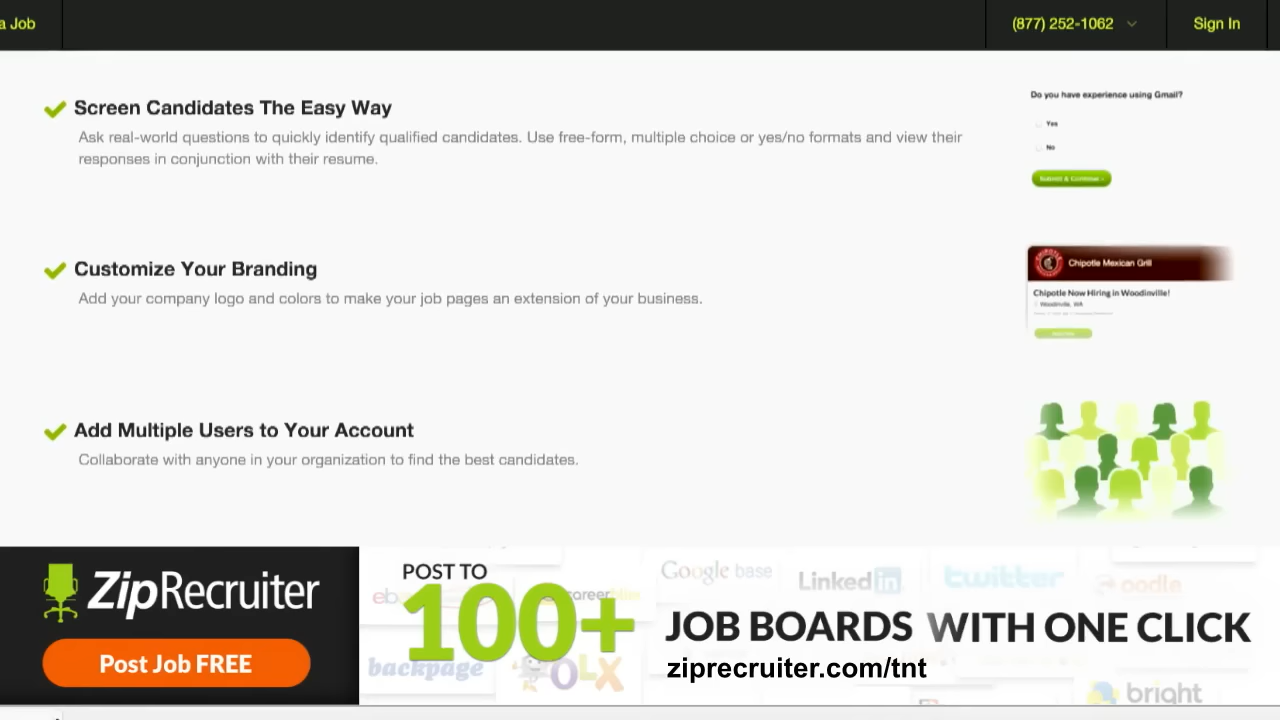 a Job
(877) 252-1062
Sign In
Screen Candidates The Easy Way
Ask real-world questions to quickly identify qualified candidates. Use free-form, multiple choice or yes/no formats and view their
responses in conjunction with their resume.
Do you have experience using Gmail?
Yes
No
Submit & Continue
Customize Your Branding
Add your company logo and colors to make your job pages an extension of your business.
Chipotle Mexican Grill
Chipotle Now Hiring in Woodinville!
Woodinville, WA
Add Multiple Users to Your Account
Collaborate with anyone in your organization to find the best candidates.
ZipRecruiter
Post Job FREE
POST TO
100+
JOB BOARDS WITH ONE CLICK
ziprecruiter.com/tnt
Google base
Linked in
twitter
oodle
backpage
OLX
bright